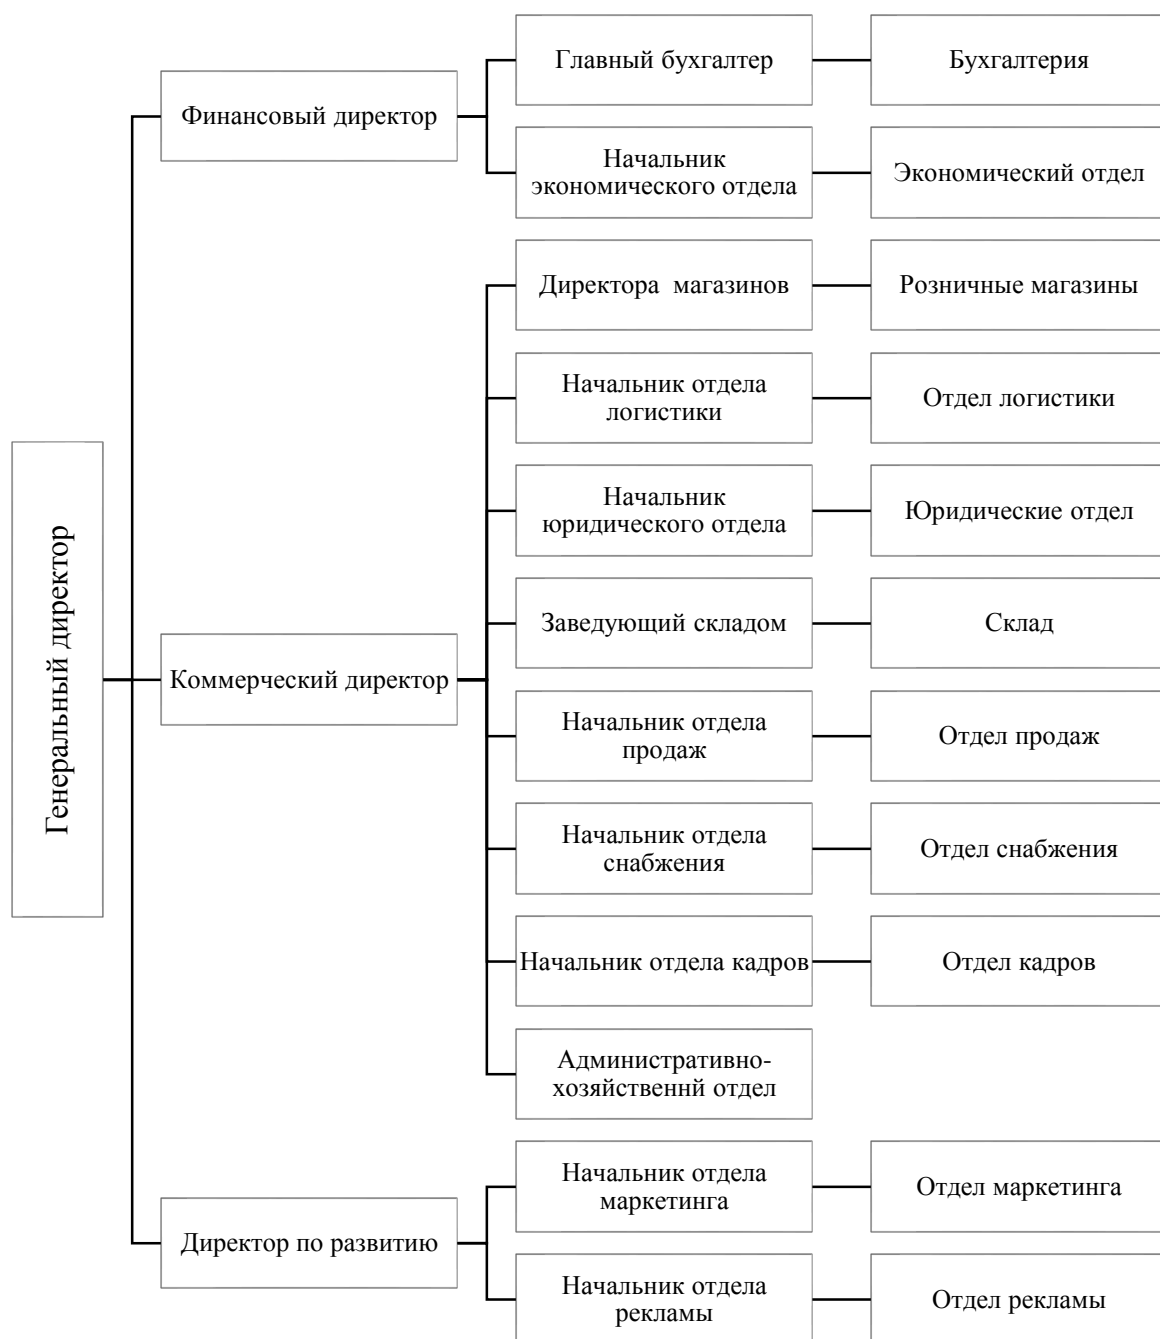 Генеральный директор
Финансовый директор
Главный бухгалтер
Бухгалтерия
Начальник
экономического отдела
Экономический отдел
Коммерческий директор
Директора  магазинов
Розничные магазины
Начальник отдела
логистики
Отдел логистики
Начальник
юридического отдела
Юридические отдел
Заведующий складом
Склад
Начальник отдела
продаж
Отдел продаж
Начальник отдела
снабжения
Отдел снабжения
Начальник отдела кадров
Отдел кадров
Административно-
хозяйственнй отдел
Директор по развитию
Начальник отдела
маркетинга
Отдел маркетинга
Начальник отдела
рекламы
Отдел рекламы